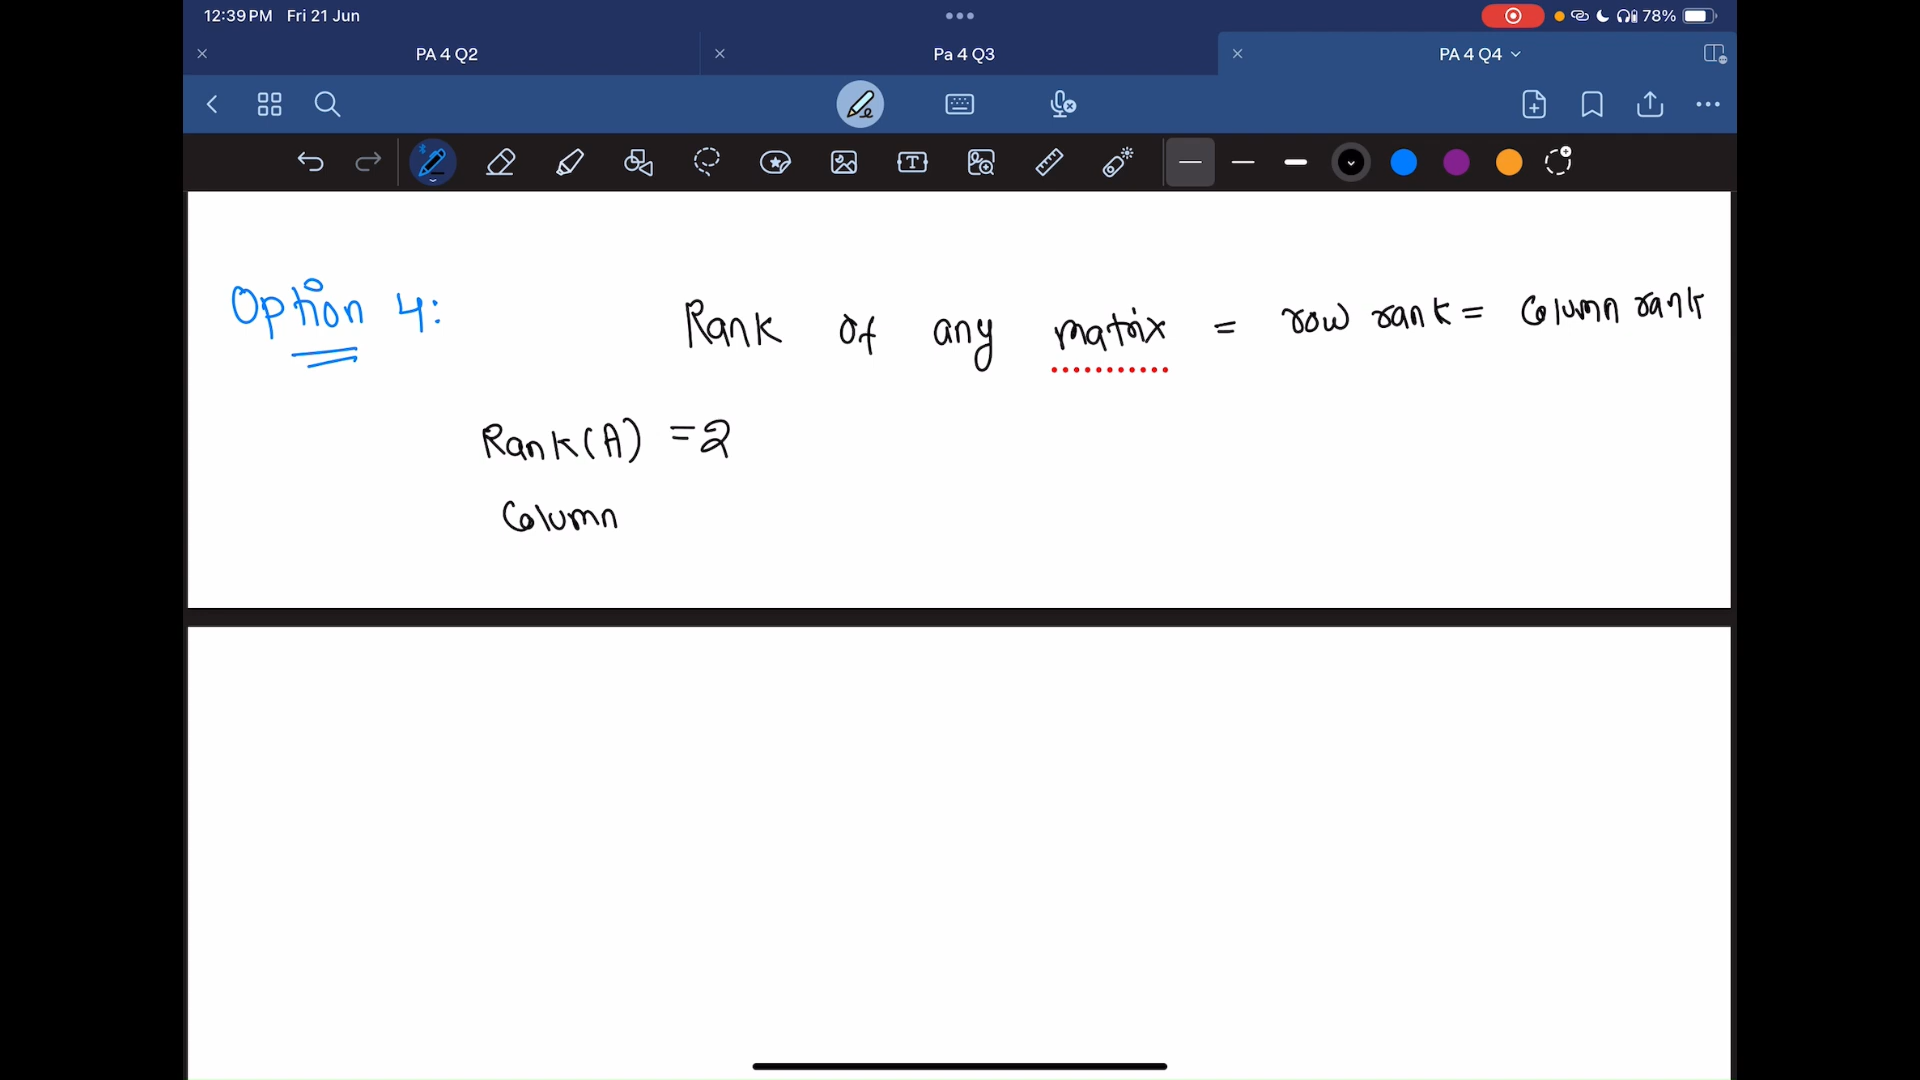 12:39 PM Fri 21 Jun
78%
PA 4 Q2
Pa 4 Q3
PA 4 Q4
Option 4:
Rank of any matrix = row rank = Column rank
Rank(A) = 2
Column